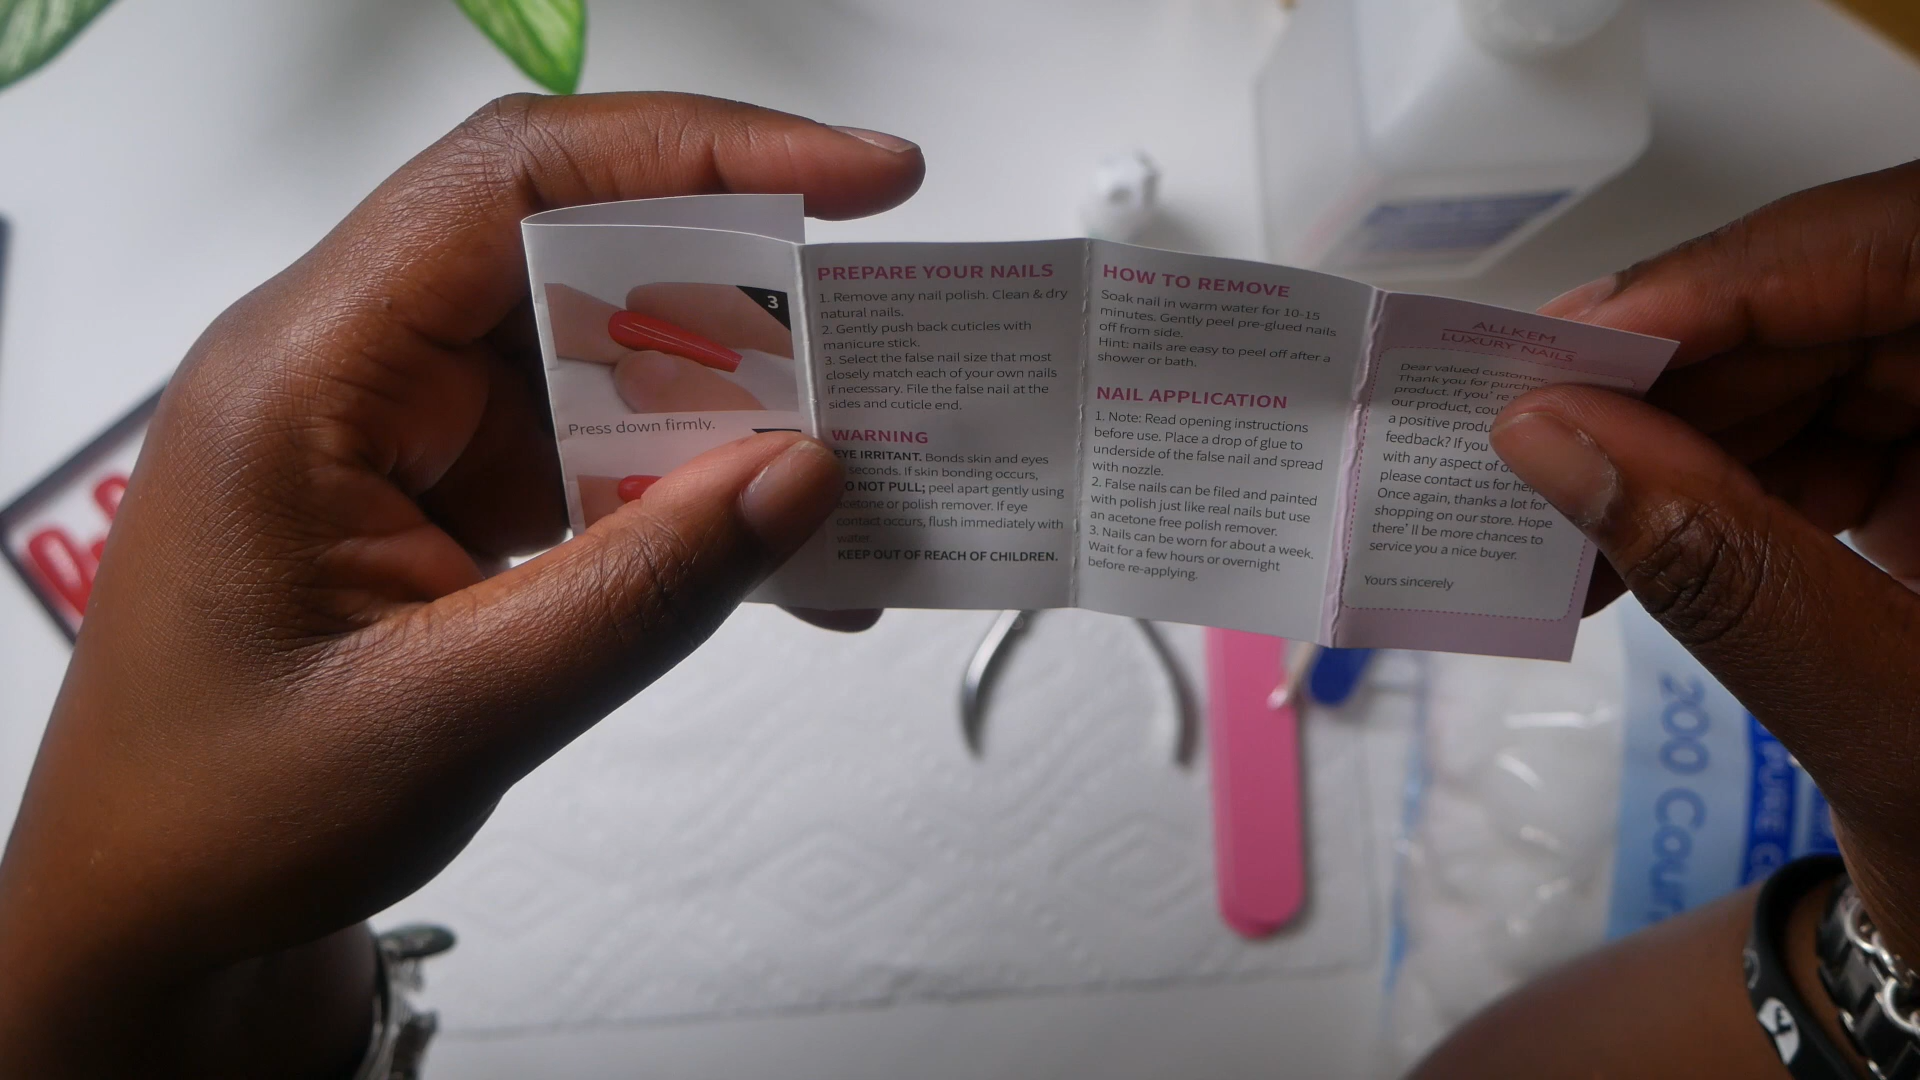 3
Press down firmly.
PREPARE YOUR NAILS
1. Remove any nail polish. Clean & dry
natural nails.
2. Gently push back cuticles with
manicure stick.
3. Select the false nail size that most
closely match each of your own nails
if necessary. File the false nail at the
sides and cuticle end.
WARNING
EYE IRRITANT. Bonds skin and eyes
seconds. If skin bonding occurs,
DO NOT PULL; peel apart gently using
acetone or polish remover. If eye
contact occurs, flush immediately with
water.
KEEP OUT OF REACH OF CHILDREN.
HOW TO REMOVE
Soak nail in warm water for 10-15
minutes. Gently peel pre-glued nails
off from side.
Hint: nails are easy to peel off after a
shower or bath.
NAIL APPLICATION
1. Note: Read opening instructions
before use. Place a drop of glue to
underside of the false nail and spread
with nozzle.
2. False nails can be filed and painted
with polish just like real nails but use
an acetone free polish remover.
3. Nails can be worn for about a week.
Wait for a few hours or overnight
before re-applying.
ALLKEM
LUXURY NAILS
Dear valued customer,
Thank you for
product. If you' re
our product,
a positive
feedback? If you
with any aspect of
please contact us for
Once again, thanks a lot for
shopping on our store. Hope
there' ll be more chances to
service you a nice buyer.
Yours sincerely
200 Count
PURE